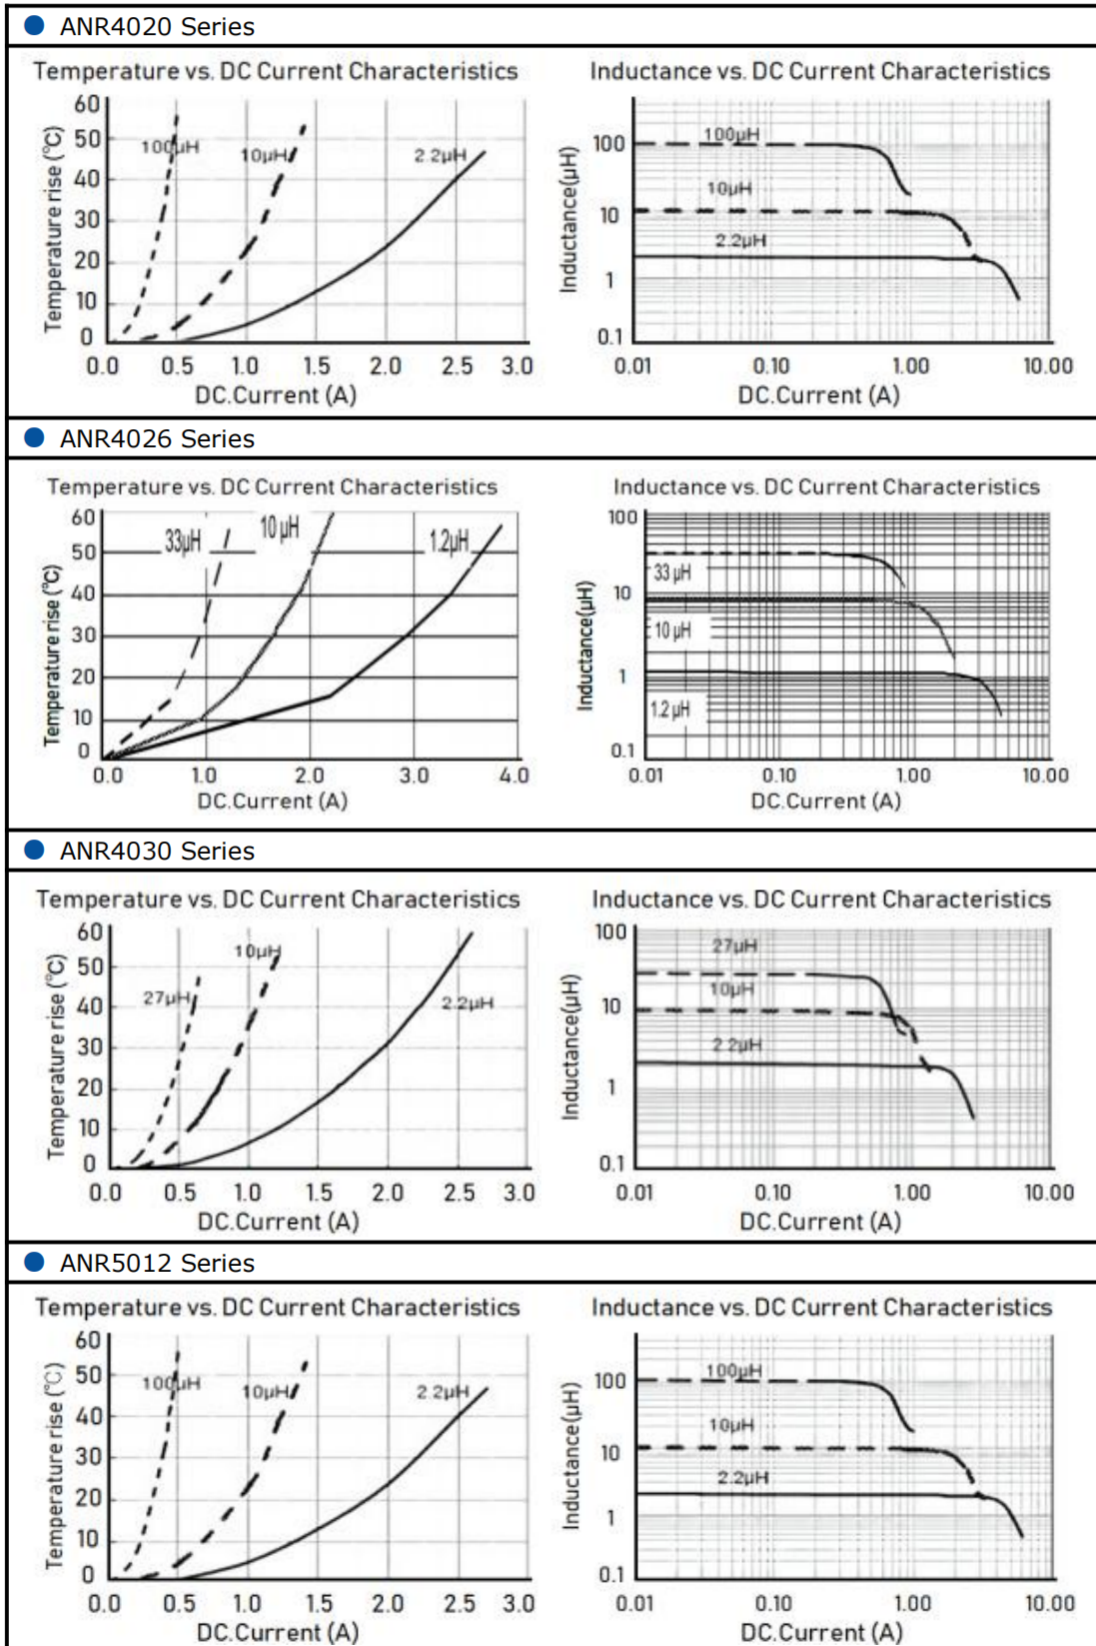 ANR4020 Series
Temperature vs. DC Current Characteristics
Temperature rise (°C)
60
50
40
30
20
10
0
100µH
10µH
2.2µH
0.0 0.5 1.0 1.5 2.0 2.5 3.0
DC.Current (A)
Inductance vs. DC Current Characteristics
Inductance(µH)
100
10
1
0.1
100µH
10µH
2.2µH
0.01 0.10 1.00 10.00
DC.Current (A)
ANR4026 Series
Temperature vs. DC Current Characteristics
Temperature rise (°C)
60
50
40
30
20
10
0
33µH
10 µH
1.2µH
0.0 1.0 2.0 3.0 4.0
DC.Current (A)
Inductance vs. DC Current Characteristics
Inductance(µH)
100
10
1
0.1
33 µH
10 µH
1.2 µH
0.01 0.10 1.00 10.00
DC.Current (A)
ANR4030 Series
Temperature vs. DC Current Characteristics
Temperature rise (°C)
60
50
40
30
20
10
0
10µH
27µH
2.2µH
0.0 0.5 1.0 1.5 2.0 2.5 3.0
DC.Current (A)
Inductance vs. DC Current Characteristics
Inductance(µH)
100
10
1
0.1
27µH
10µH
2.2µH
0.01 0.10 1.00 10.00
DC.Current (A)
ANR5012 Series
Temperature vs. DC Current Characteristics
Temperature rise (°C)
60
50
40
30
20
10
0
100µH
10µH
2.2µH
0.0 0.5 1.0 1.5 2.0 2.5 3.0
DC.Current (A)
Inductance vs. DC Current Characteristics
Inductance(µH)
100
10
1
0.1
100µH
10µH
2.2µH
0.01 0.10 1.00 10.00
DC.Current (A)